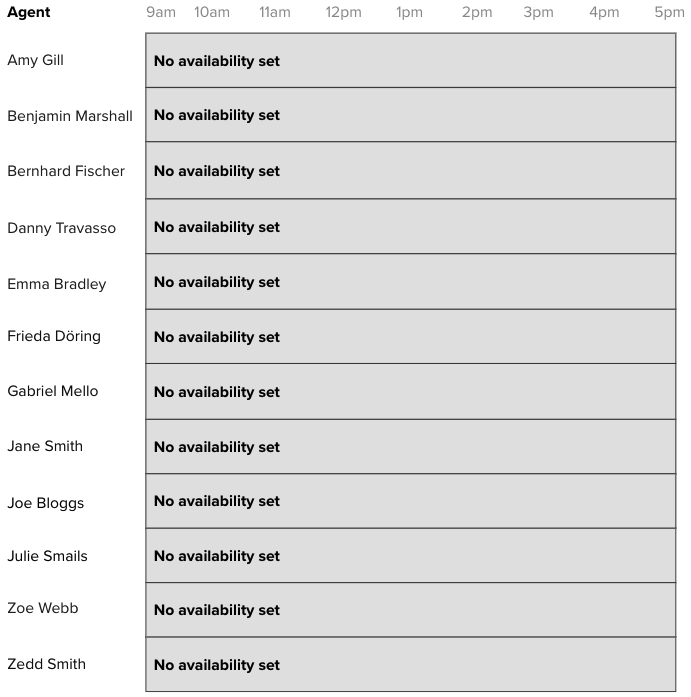 Agent 9am 10am 11am 12pm 1pm 2pm 3pm 4pm 5pm
Amy Gill No availability set
Benjamin Marshall No availability set
Bernhard Fischer No availability set
Danny Travasso No availability set
Emma Bradley No availability set
Frieda Döring No availability set
Gabriel Mello No availability set
Jane Smith No availability set
Joe Bloggs No availability set
Julie Smails No availability set
Zoe Webb No availability set
Zedd Smith No availability set